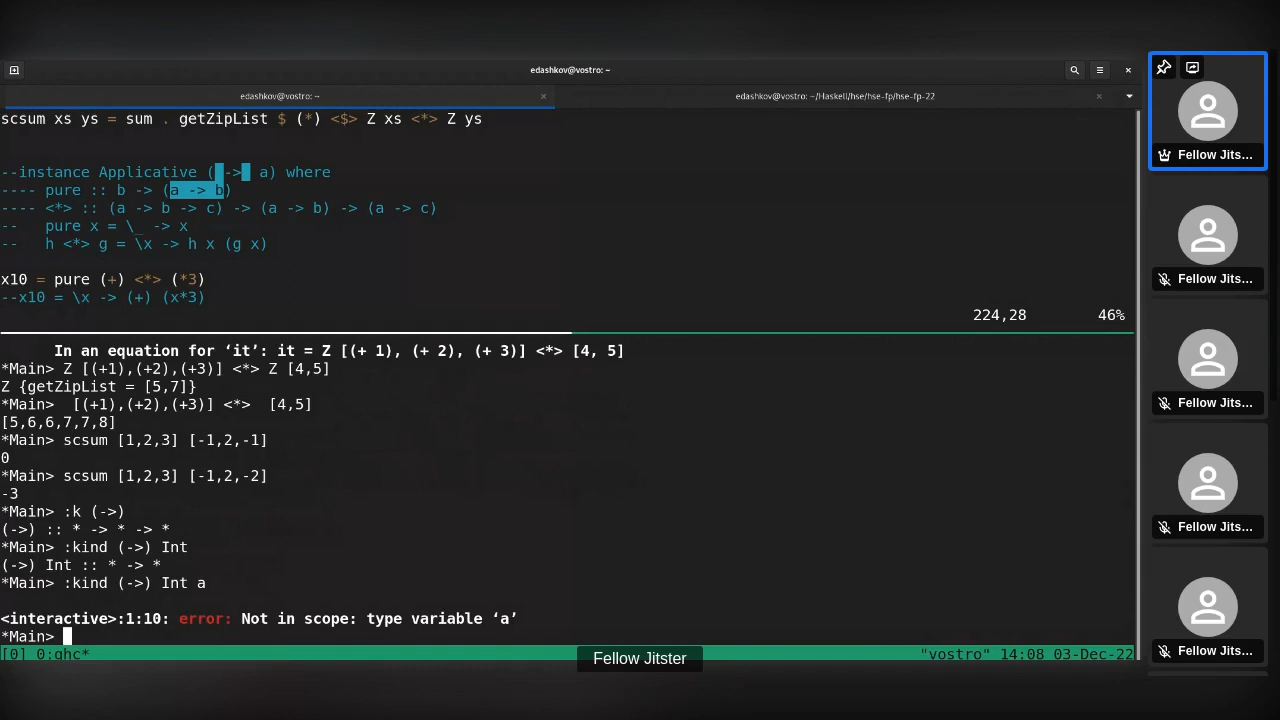 edashkov@vostro: ~
edashkov@vostro: ~
edashkov@vostro: ~/Haskell/hse/hse-fp/hse-fp-22
scsum xs ys = sum . getZipList $ (*) <$> Z xs <*> Z ys
--instance Applicative ( -> a) where
---- pure :: b -> (a -> b)
---- <*> :: (a -> b -> c) -> (a -> b) -> (a -> c)
--   pure x = \_ -> x
--   h <*> g = \x -> h x (g x)
x10 = pure (+) <*> (*3)
--x10 = \x -> (+) (x*3)
224,28 46%
In an equation for ‘it’: it = Z [(+ 1), (+ 2), (+ 3)] <*> [4, 5]
*Main> Z [(+1),(+2),(+3)] <*> Z [4,5]
Z {getZipList = [5,7]}
*Main>  [(+1),(+2),(+3)] <*>  [4,5]
[5,6,6,7,7,8]
*Main> scsum [1,2,3] [-1,2,-1]
0
*Main> scsum [1,2,3] [-1,2,-2]
-3
*Main> :k (->)
(->) :: * -> * -> *
*Main> :kind (->) Int
(->) Int :: * -> *
*Main> :kind (->) Int a
<interactive>:1:10: error: Not in scope: type variable ‘a’
*Main>
[0] 0:ghc* "vostro" 14:08 03-Dec-22
Fellow Jitster
Fellow Jits...
Fellow Jits...
Fellow Jits...
Fellow Jits...
Fellow Jits...